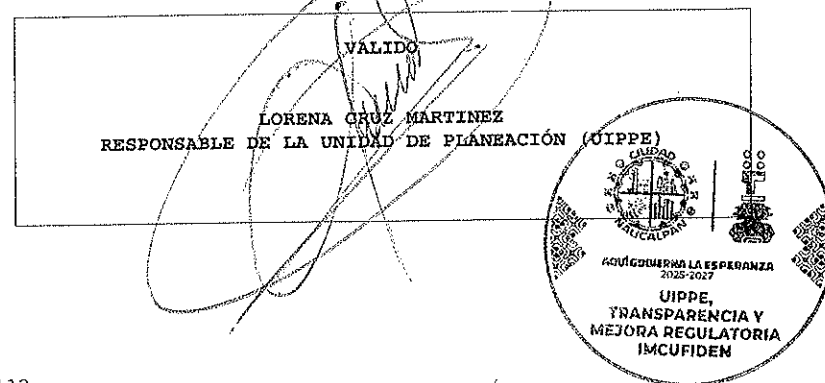 VALIDO
LORENA CRUZ MARTINEZ
RESPONSABLE DE LA UNIDAD DE PLANEACIÓN (UIPPE)
CIUDAD
NAUCALPAN
AQUÍ GOBIERNA LA ESPERANZA
2025-2027
UIPPE,
TRANSPARENCIA Y
MEJORA REGULATORIA
IMCUFIDEN